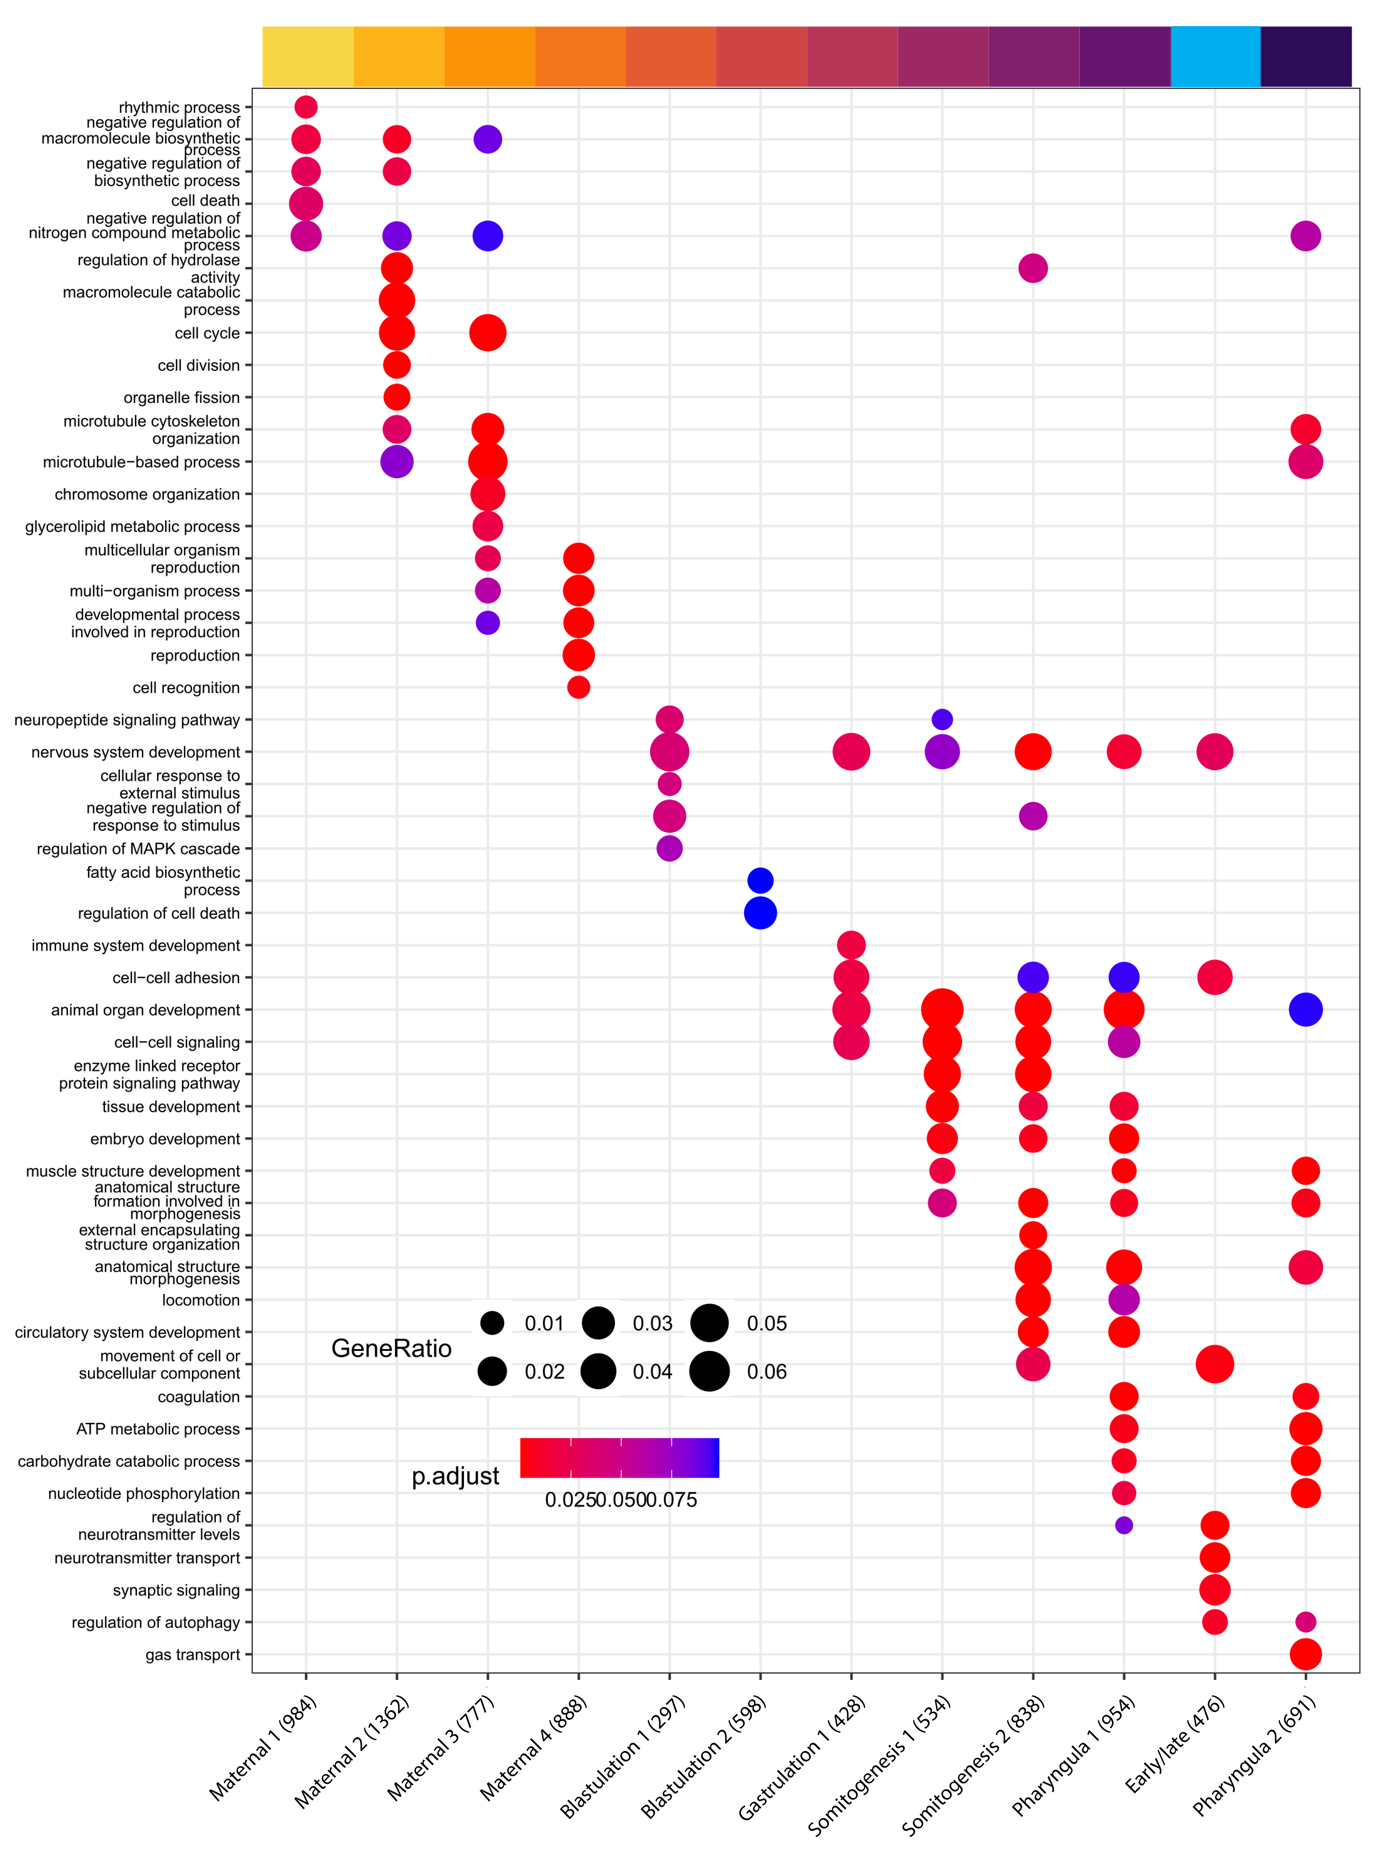 rhythmic process
negative regulation of
macromolecule biosynthetic
process
negative regulation of
biosynthetic process
cell death
negative regulation of
nitrogen compound metabolic
process
regulation of hydrolase
activity
macromolecule catabolic
process
cell cycle
cell division
organelle fission
microtubule cytoskeleton
organization
microtubule−based process
chromosome organization
glycerolipid metabolic process
multicellular organism
reproduction
multi−organism process
developmental process
involved in reproduction
reproduction
cell recognition
neuropeptide signaling pathway
nervous system development
cellular response to
external stimulus
negative regulation of
response to stimulus
regulation of MAPK cascade
fatty acid biosynthetic
process
regulation of cell death
immune system development
cell−cell adhesion
animal organ development
cell−cell signaling
enzyme linked receptor
protein signaling pathway
tissue development
embryo development
muscle structure development
anatomical structure
formation involved in
morphogenesis
external encapsulating
structure organization
anatomical structure
morphogenesis
locomotion
circulatory system development
movement of cell or
subcellular component
coagulation
ATP metabolic process
carbohydrate catabolic process
nucleotide phosphorylation
regulation of
neurotransmitter levels
neurotransmitter transport
synaptic signaling
regulation of autophagy
gas transport
GeneRatio
0.01 0.03 0.05
0.02 0.04 0.06
p.adjust
0.025 0.050 0.075
Maternal 1 (984)
Maternal 2 (1362)
Maternal 3 (777)
Maternal 4 (888)
Blastulation 1 (297)
Blastulation 2 (598)
Gastrulation 1 (428)
Somitogenesis 1 (534)
Somitogenesis 2 (838)
Pharyngula 1 (954)
Early/late (476)
Pharyngula 2 (691)